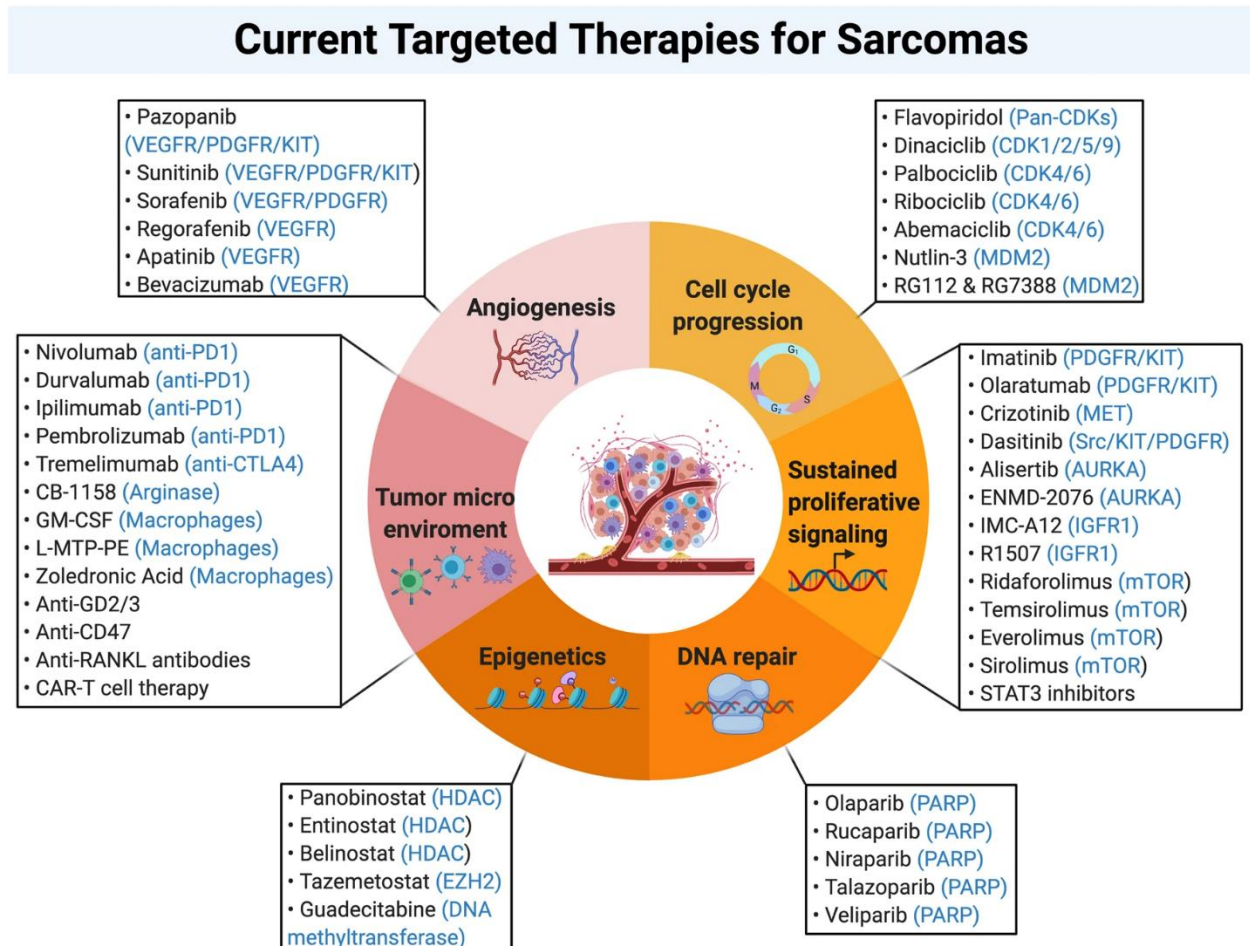 Current Targeted Therapies for Sarcomas
• Pazopanib
(VEGFR/PDGFR/KIT)
• Sunitinib (VEGFR/PDGFR/KIT)
• Sorafenib (VEGFR/PDGFR)
• Regorafenib (VEGFR)
• Apatinib (VEGFR)
• Bevacizumab (VEGFR)
• Flavopiridol (Pan-CDKs)
• Dinaciclib (CDK1/2/5/9)
• Palbociclib (CDK4/6)
• Ribociclib (CDK4/6)
• Abemaciclib (CDK4/6)
• Nutlin-3 (MDM2)
• RG112 & RG7388 (MDM2)
Angiogenesis
Cell cycle
progression
G1
S
G2
M
• Nivolumab (anti-PD1)
• Durvalumab (anti-PD1)
• Ipilimumab (anti-PD1)
• Pembrolizumab (anti-PD1)
• Tremelimumab (anti-CTLA4)
• CB-1158 (Arginase)
• GM-CSF (Macrophages)
• L-MTP-PE (Macrophages)
• Zoledronic Acid (Macrophages)
• Anti-GD2/3
• Anti-CD47
• Anti-RANKL antibodies
• CAR-T cell therapy
Tumor micro
enviroment
Sustained
proliferative
signaling
• Imatinib (PDGFR/KIT)
• Olaratumab (PDGFR/KIT)
• Crizotinib (MET)
• Dasitinib (Src/KIT/PDGFR)
• Alisertib (AURKA)
• ENMD-2076 (AURKA)
• IMC-A12 (IGFR1)
• R1507 (IGFR1)
• Ridaforolimus (mTOR)
• Temsirolimus (mTOR)
• Everolimus (mTOR)
• Sirolimus (mTOR)
• STAT3 inhibitors
Epigenetics
DNA repair
• Panobinostat (HDAC)
• Entinostat (HDAC)
• Belinostat (HDAC)
• Tazemetostat (EZH2)
• Guadecitabine (DNA
methyltransferase)
• Olaparib (PARP)
• Rucaparib (PARP)
• Niraparib (PARP)
• Talazoparib (PARP)
• Veliparib (PARP)